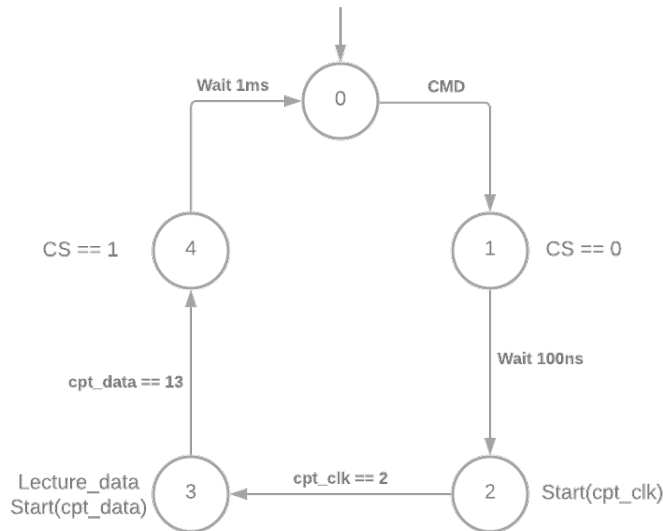 Wait 1ms
0
CMD
CS == 1
4
1
CS == 0
Wait 100ns
cpt_data == 13
Lecture_data
Start(cpt_data)
3
cpt_clk == 2
2
Start(cpt_clk)